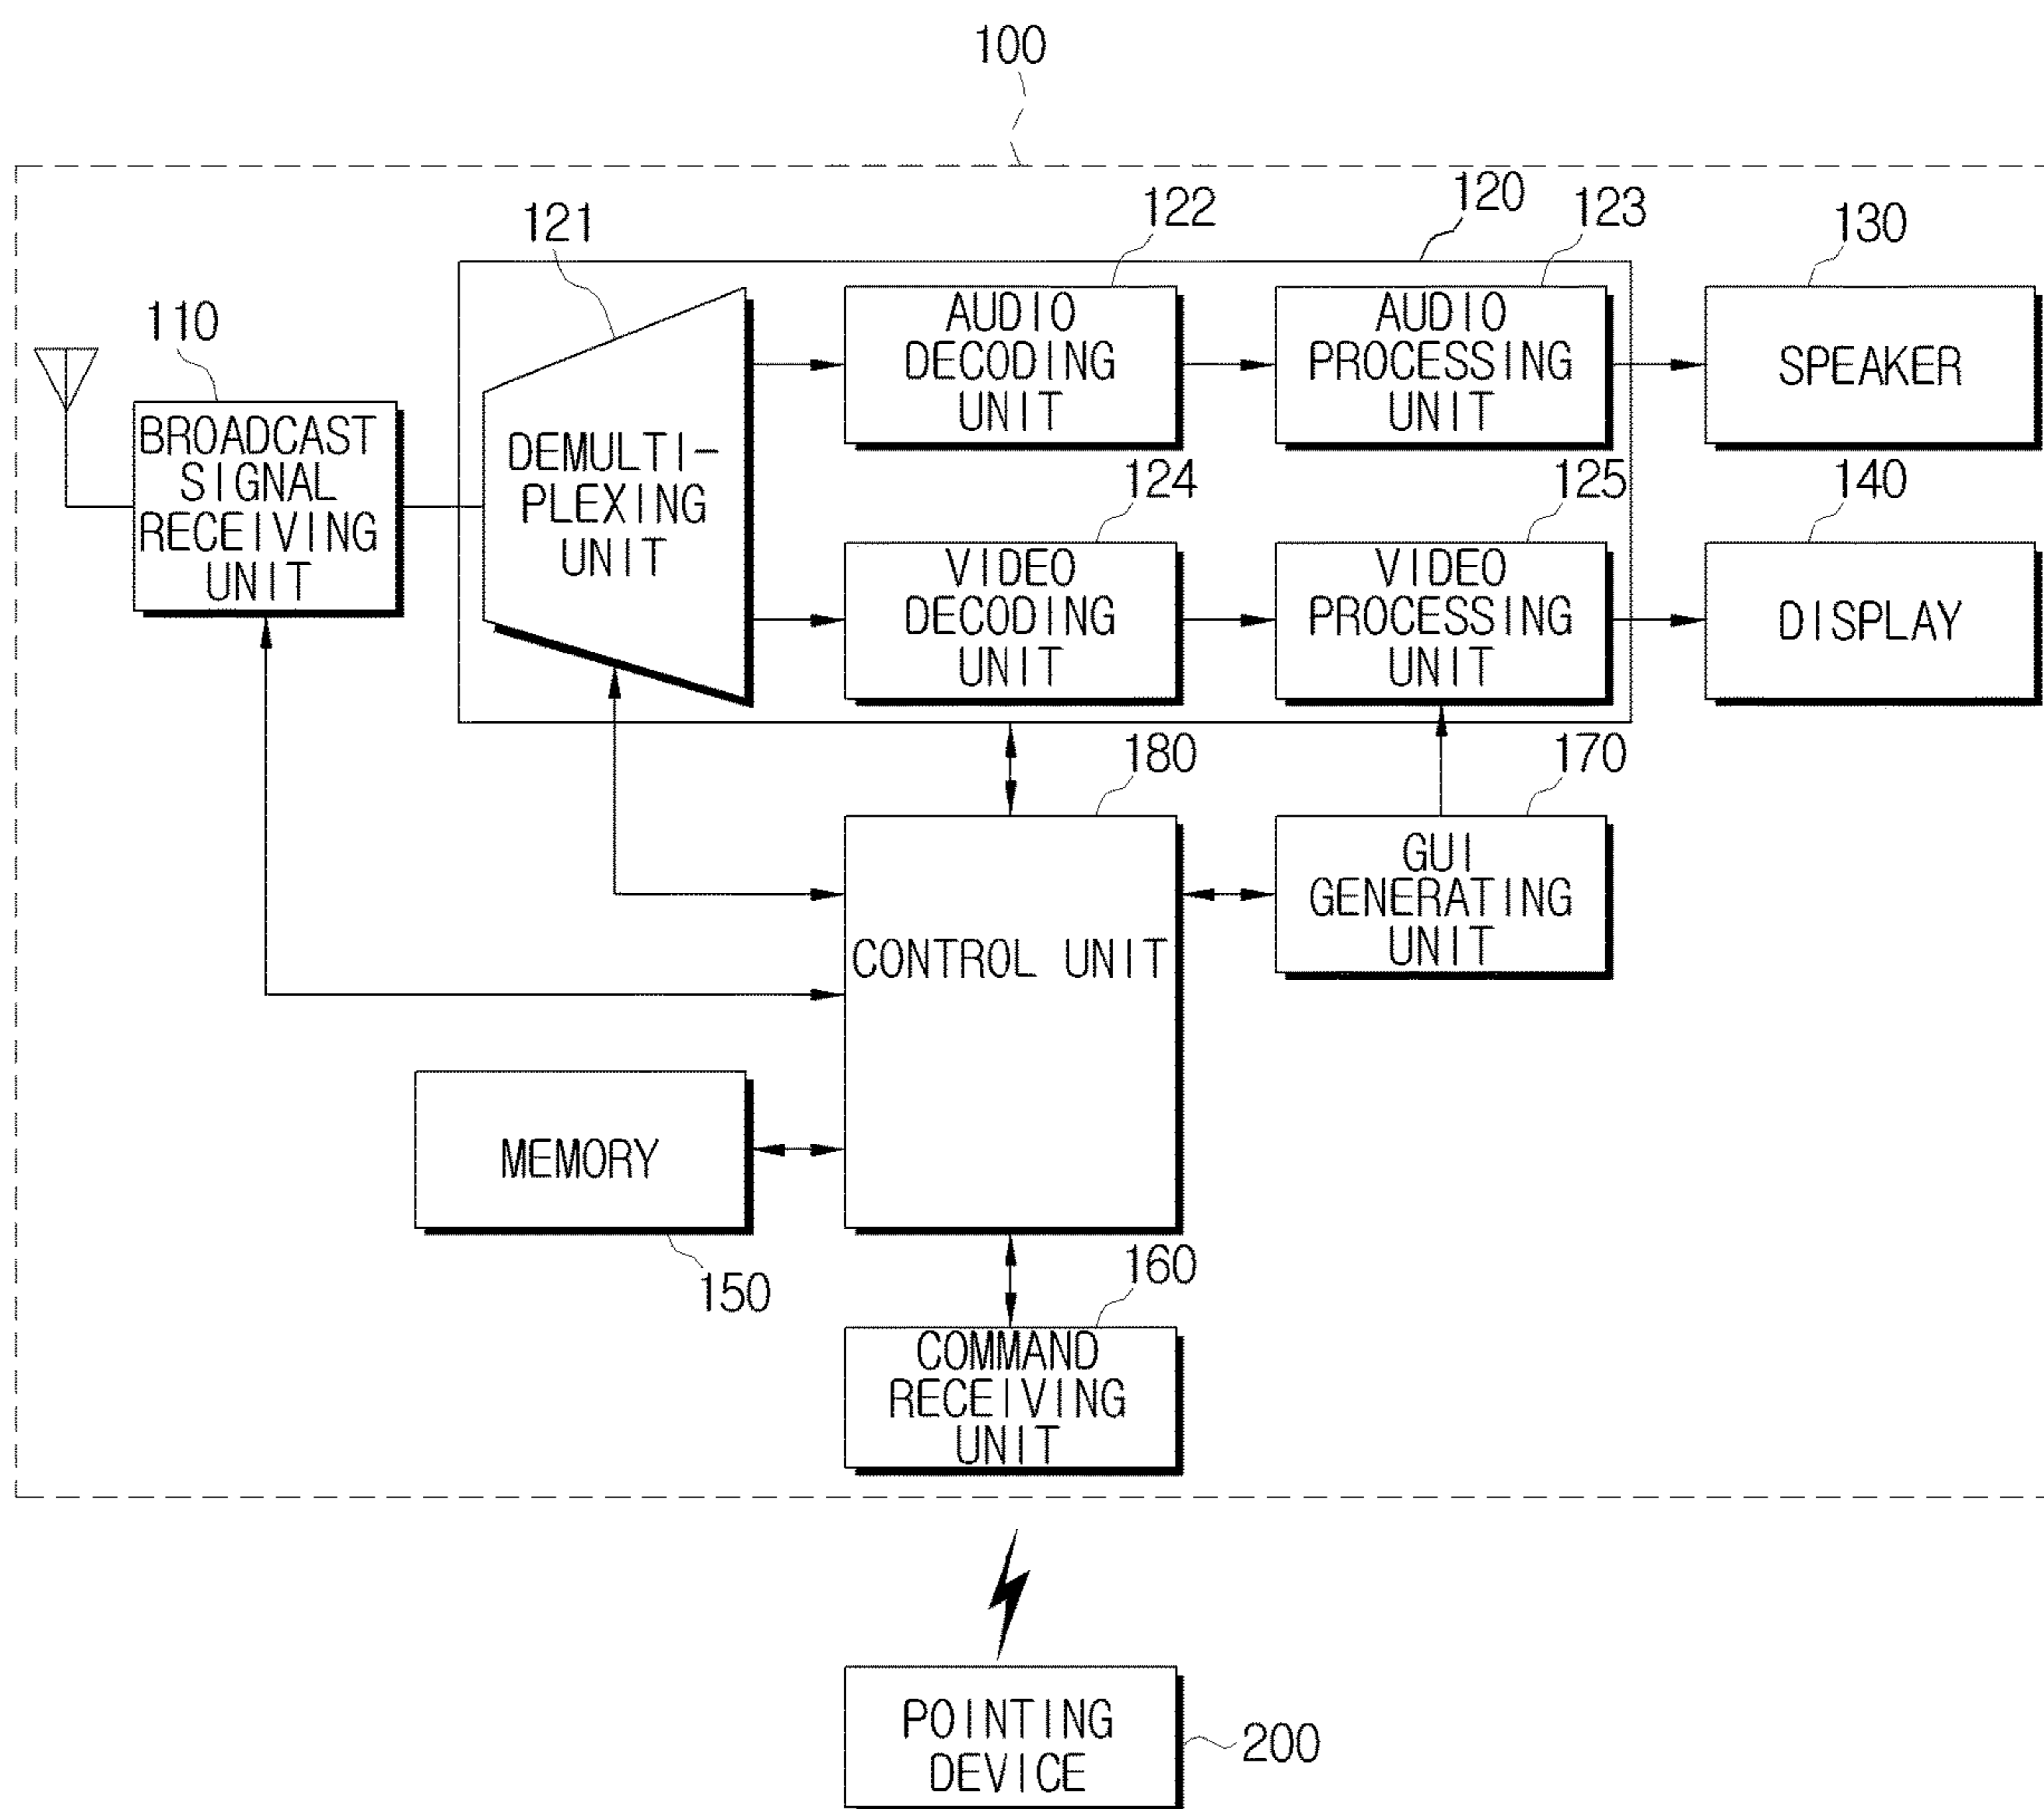 100
120
121
122
123
130
110
AUDIO
DECODING
UNIT
AUDIO
PROCESSING
UNIT
SPEAKER
BROADCAST
SIGNAL
RECEIVING
UNIT
DEMULTI-
PLEXING
UNIT
124
125
140
VIDEO
DECODING
UNIT
VIDEO
PROCESSING
UNIT
DISPLAY
180
170
CONTROL UNIT
GUI
GENERATING
UNIT
MEMORY
150
160
COMMAND
RECEIVING
UNIT
POINTING
DEVICE
200